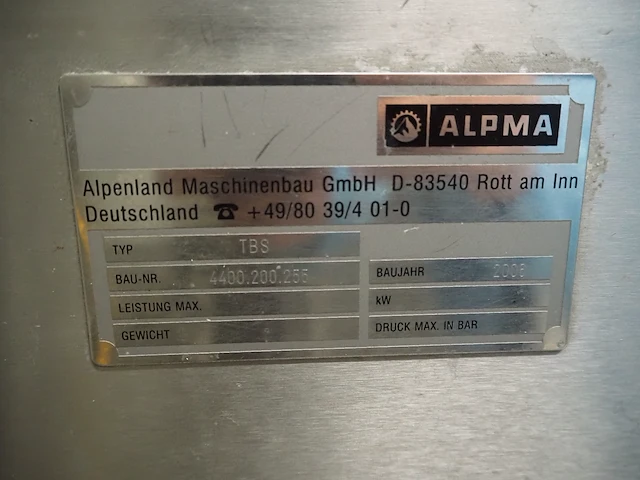 ALPMA
Alpenland Maschinenbau GmbH D-83540 Rott am Inn
Deutschland ☎ +49/80 39/4 01-0
TYP TBS
BAU-NR. 4400.200.255
BAUJAHR
LEISTUNG MAX.
kW
GEWICHT
DRUCK MAX. IN BAR